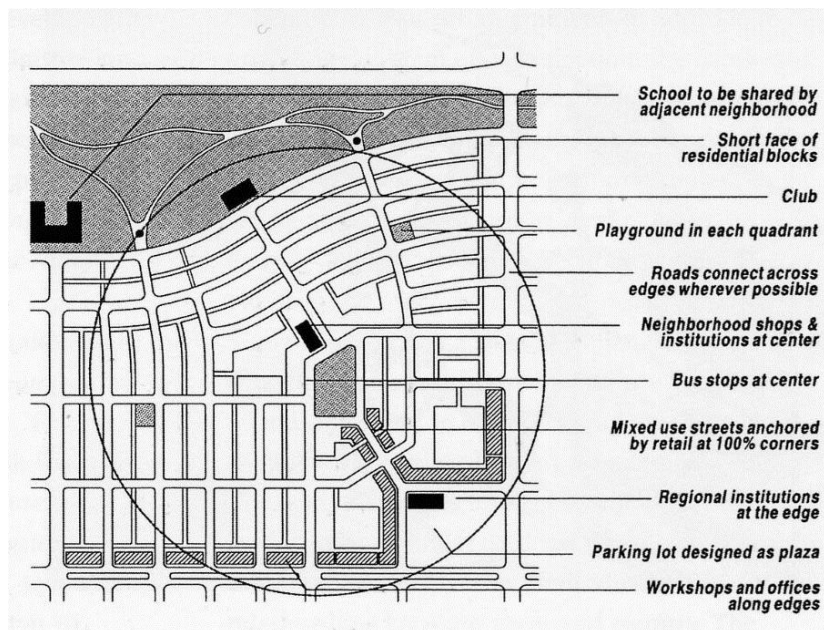 School to be shared by
adjacent neighborhood
Short face of
residential blocks
Club
Playground in each quadrant
Roads connect across
edges wherever possible
Neighborhood shops &
institutions at center
Bus stops at center
Mixed use streets anchored
by retail at 100% corners
Regional institutions
at the edge
Parking lot designed as plaza
Workshops and offices
along edges